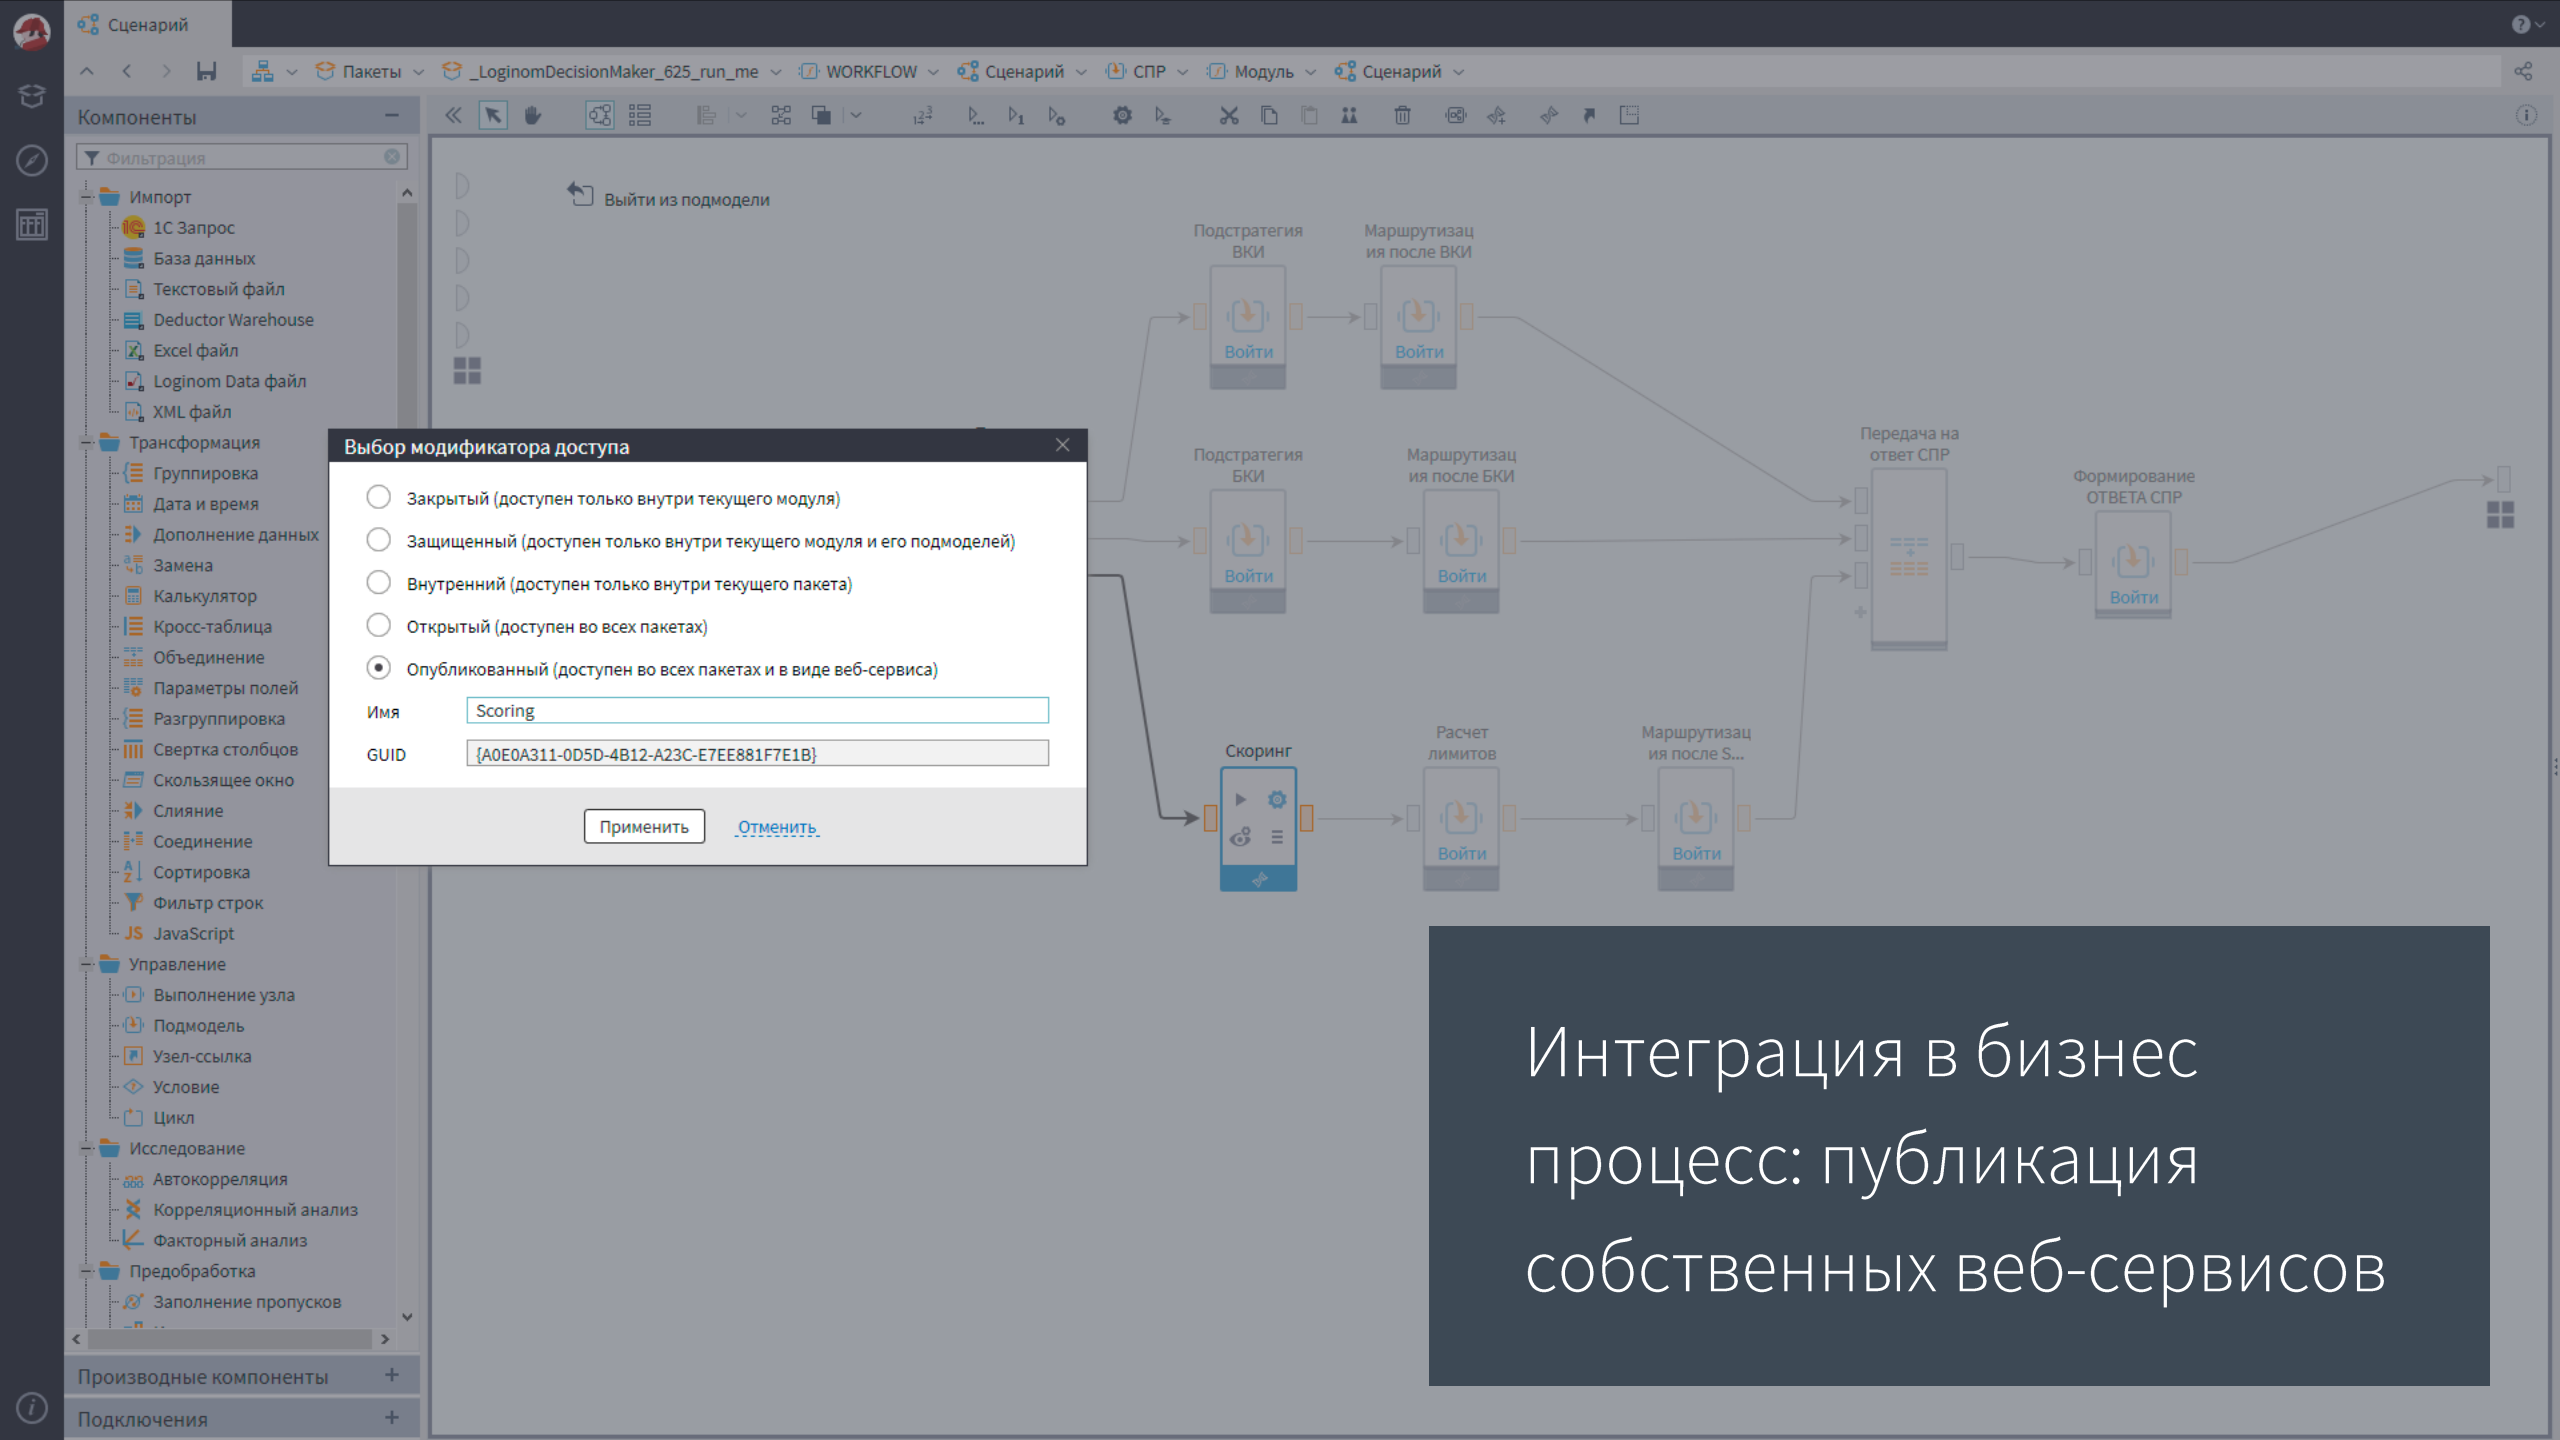 Сценарий
Пакеты
_LoginomDecisionMaker_625_run_me
WORKFLOW
Сценарий
СПР
Модуль
Сценарий
Компоненты
Фильтрация
Импорт
1С Запрос
База данных
Текстовый файл
Deductor Warehouse
Excel файл
Loginom Data файл
XML файл
Трансформация
Группировка
Дата и время
Дополнение данных
Замена
Калькулятор
Кросс-таблица
Объединение
Параметры полей
Разгруппировка
Свертка столбцов
Скользящее окно
Слияние
Соединение
Сортировка
Фильтр строк
JS JavaScript
Управление
Выполнение узла
Подмодель
Узел-ссылка
Условие
Цикл
Исследование
Автокорреляция
Корреляционный анализ
Факторный анализ
Предобработка
Заполнение пропусков
Производные компоненты
Подключения
Выйти из подмодели
Подстратегия
ВКИ
Войти
Маршрутизац
ия после ВКИ
Войти
Подстратегия
БКИ
Войти
Маршрутизац
ия после БКИ
Войти
Передача на
ответ СПР
Формирование
ОТВЕТА СПР
Войти
Скоринг
Расчет
лимитов
Войти
Маршрутизац
ия после S...
Войти
Выбор модификатора доступа
Закрытый (доступен только внутри текущего модуля)
Защищенный (доступен только внутри текущего модуля и его подмоделей)
Внутренний (доступен только внутри текущего пакета)
Открытый (доступен во всех пакетах)
Опубликованный (доступен во всех пакетах и в виде веб-сервиса)
Имя
Scoring
GUID
{A0E0A311-0D5D-4B12-A23C-E7EE881F7E1B}
Применить
Отменить
Интеграция в бизнес
процесс: публикация
собственных веб-сервисов